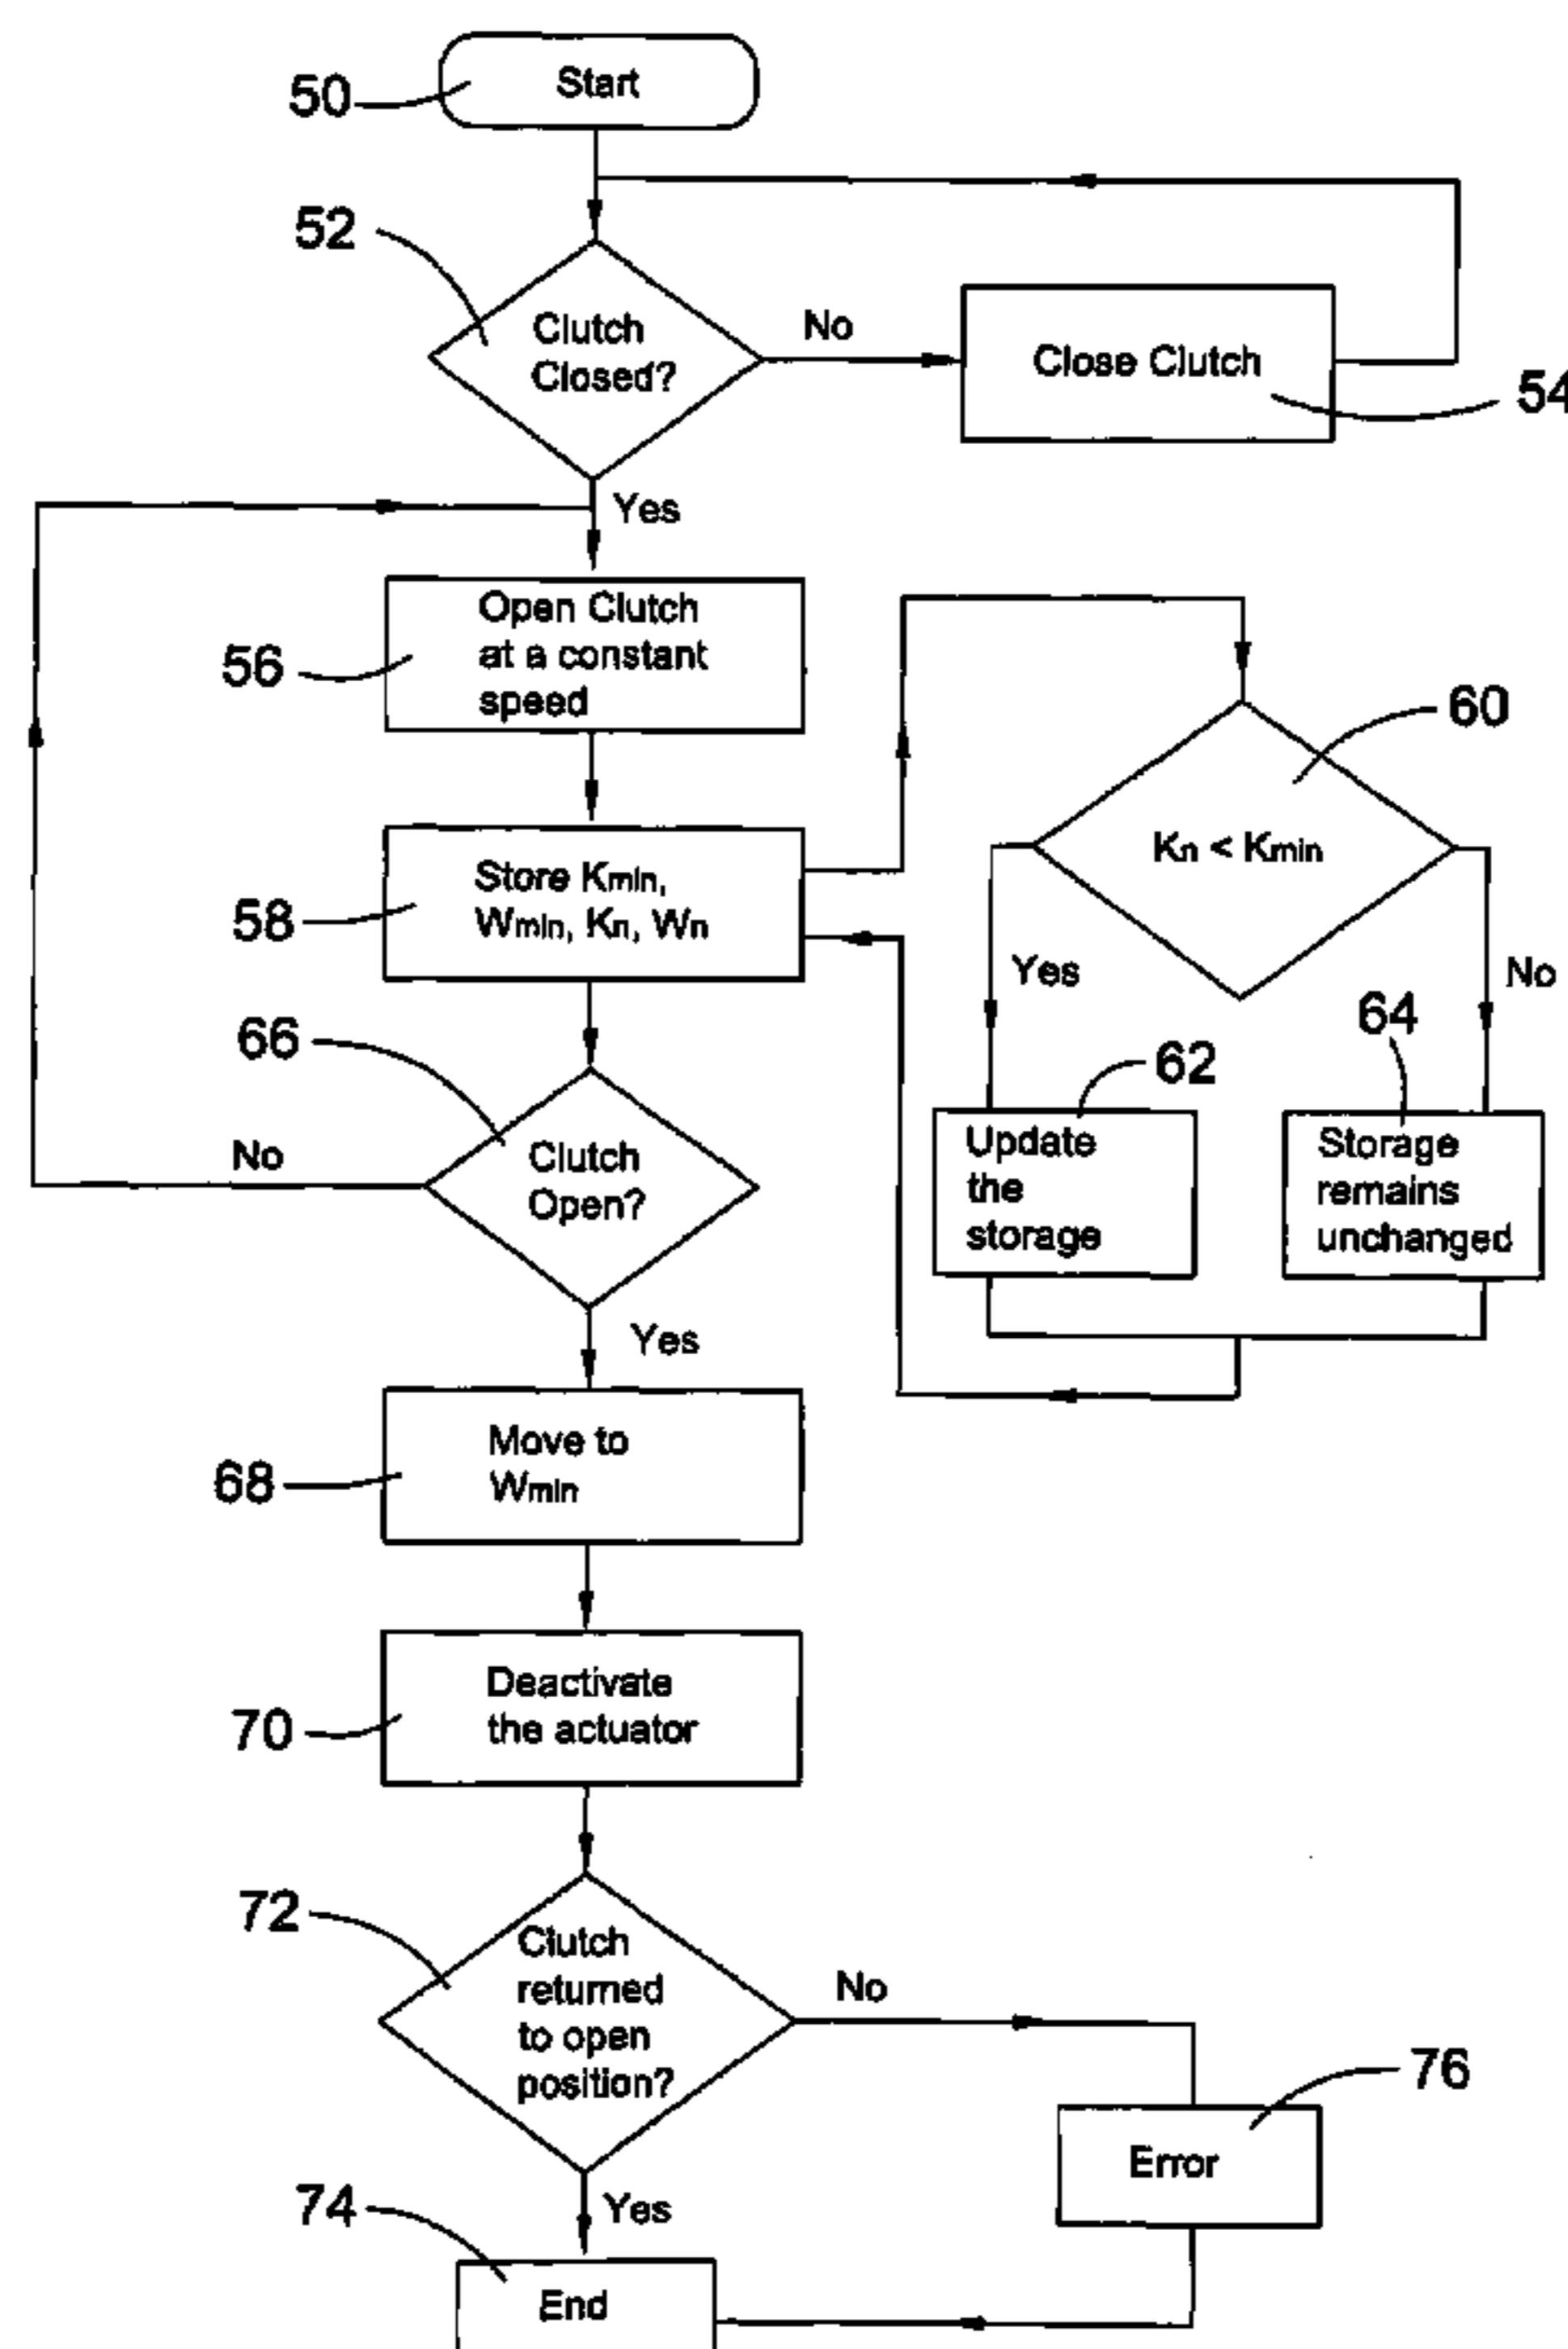 50
Start
52
Clutch
Closed?
No
Close Clutch
54
Yes
56
Open Clutch
at a constant
speed
60
Kn < Kmin
58
Store Kmin,
Wmin, Kn, Wn
Yes
No
66
Clutch
Open?
No
62
Update
the
storage
64
Storage
remains
unchanged
Yes
68
Move to
Wmin
70
Deactivate
the actuator
72
Clutch
returned
to open
position?
No
76
Error
Yes
74
End